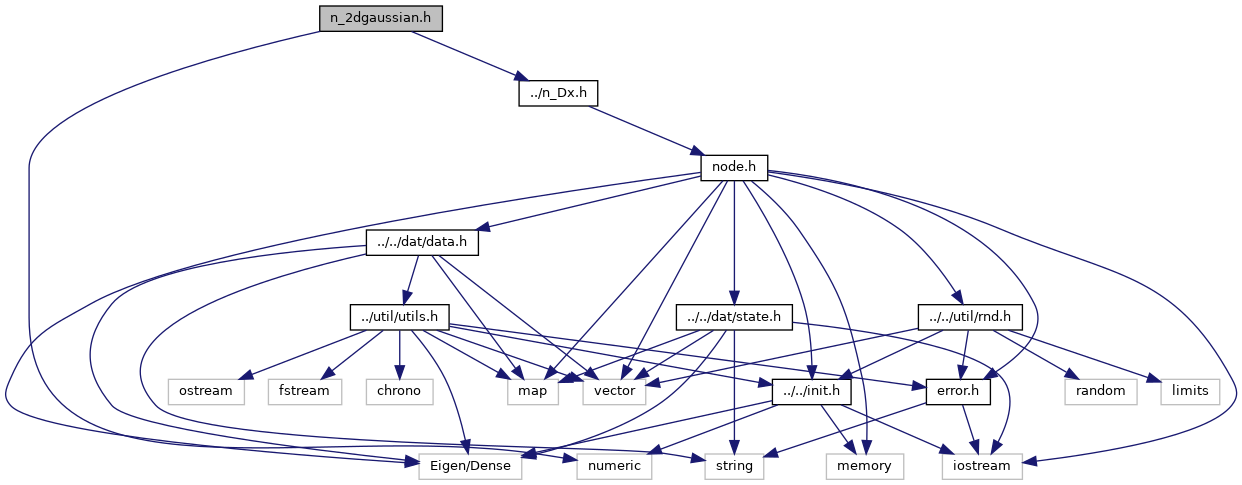 n_2dgaussian.h
../n_Dx.h
node.h
../../dat/data.h
../util/utils.h
../../dat/state.h
../../util/rnd.h
ostream
fstream
chrono
map
vector
../../init.h
error.h
random
limits
Eigen/Dense
numeric
string
memory
iostream